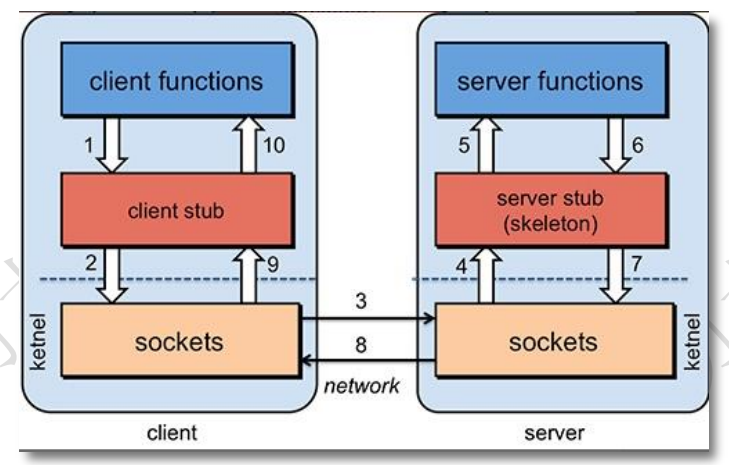 client functions
server functions
1
10
5
6
client stub
server stub
(skeleton)
2
9
4
7
ketnel
sockets
3
8
network
sockets
ketnel
client
server